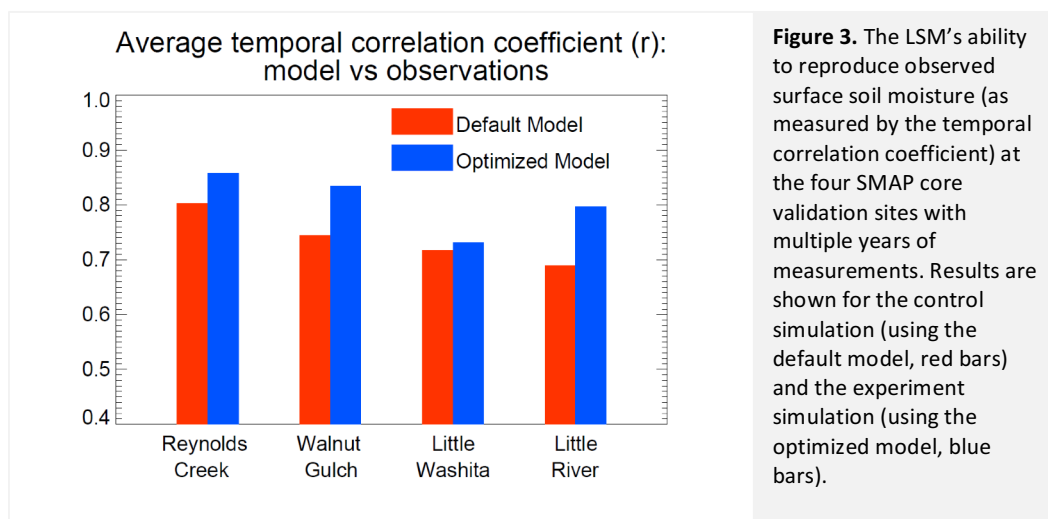 Average temporal correlation coefficient (r):
model vs observations
1.0
0.9
0.8
0.7
0.6
0.5
0.4
Default Model
Optimized Model
Reynolds
Creek
Walnut
Gulch
Little
Washita
Little
River
Figure 3. The LSM’s ability
to reproduce observed
surface soil moisture (as
measured by the temporal
correlation coefficient) at
the four SMAP core
validation sites with
multiple years of
measurements. Results are
shown for the control
simulation (using the
default model, red bars)
and the experiment
simulation (using the
optimized model, blue
bars).